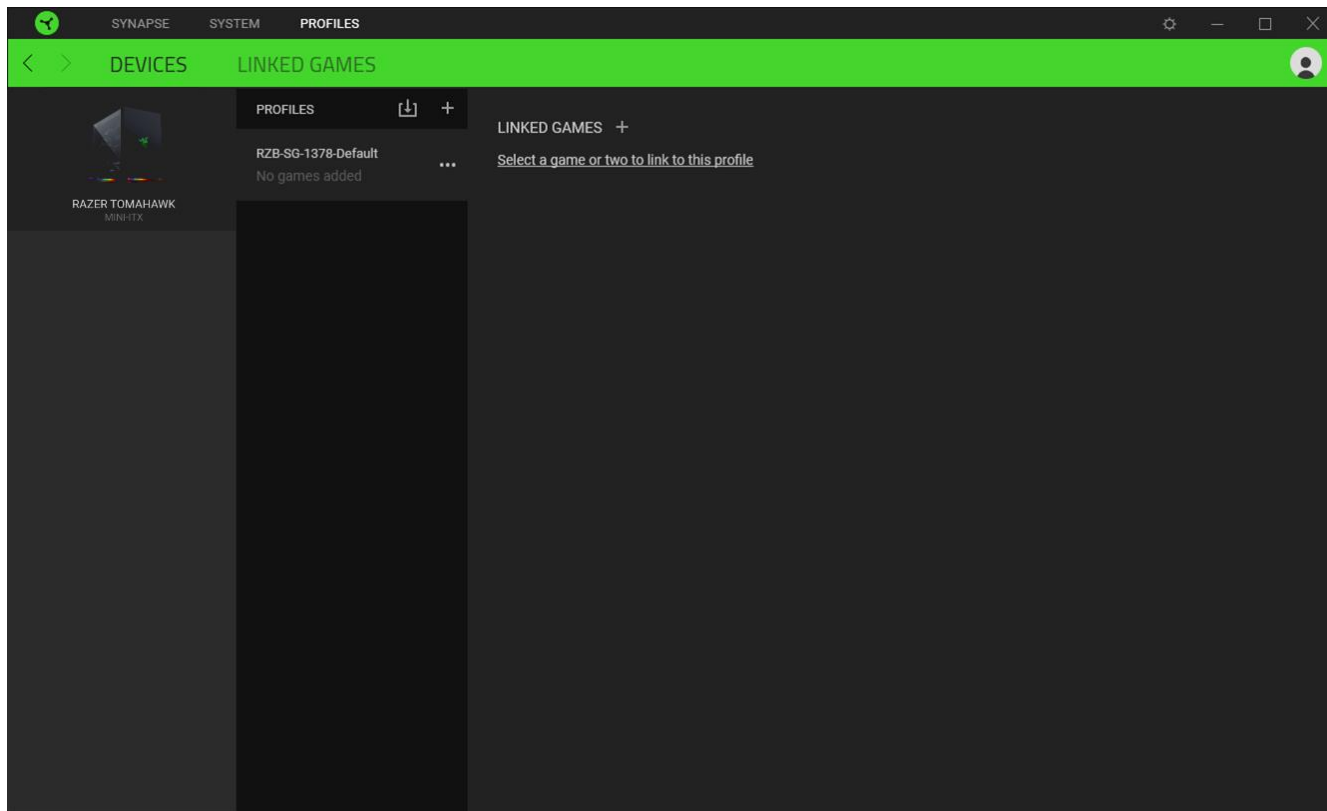 SYNAPSE SYSTEM PROFILES
DEVICES LINKED GAMES
RAZER TOMAHAWK
MINI-ITX
PROFILES
RZB-SG-1378-Default
No games added
LINKED GAMES
Select a game or two to link to this profile